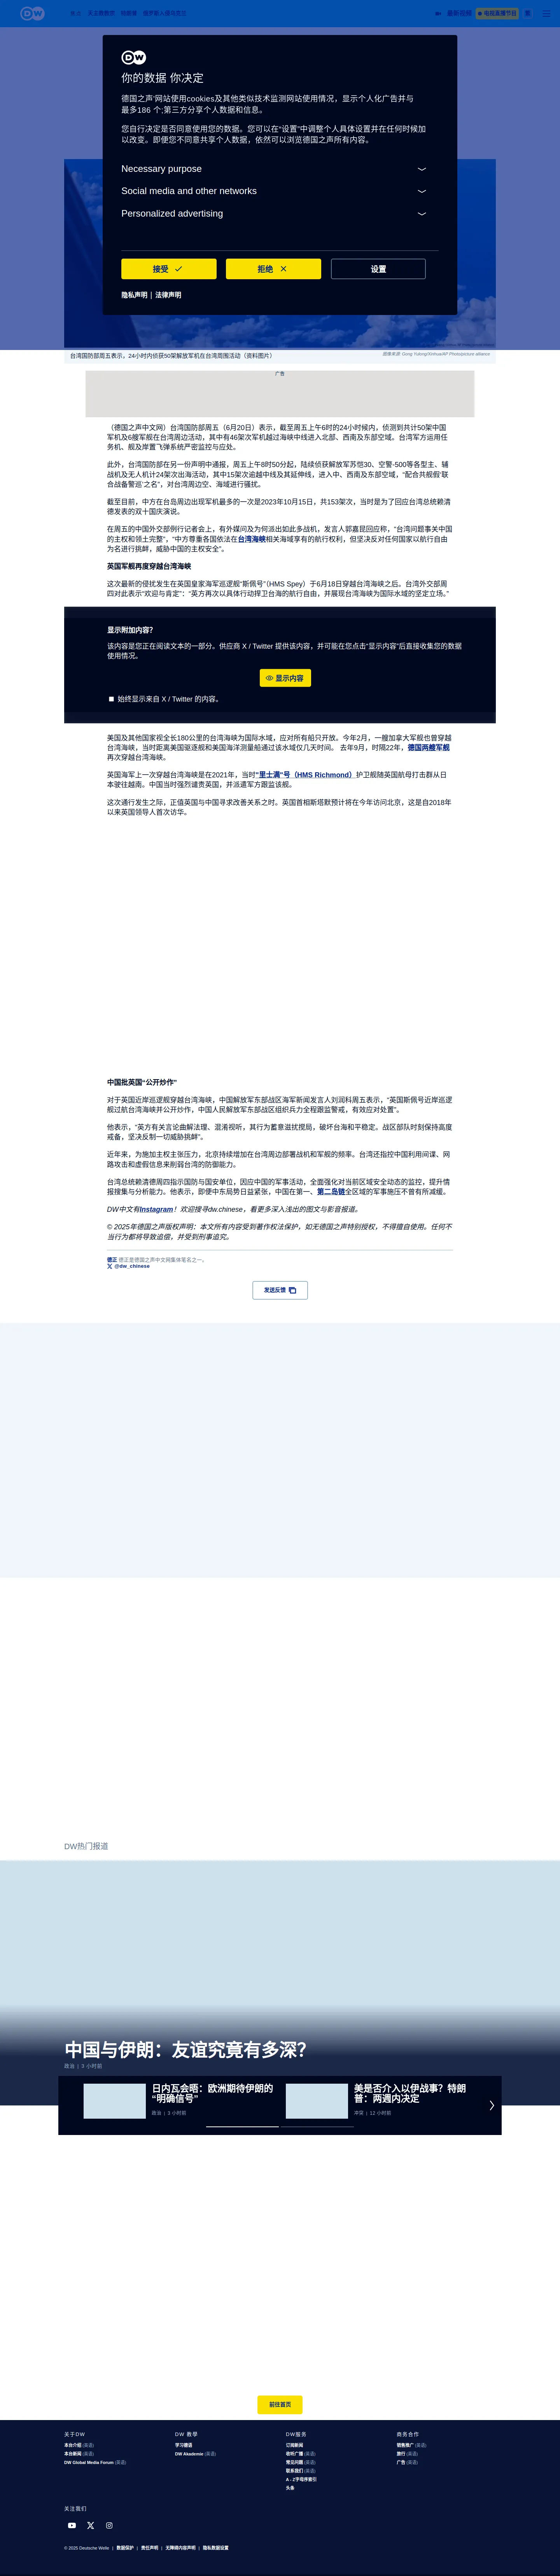 DW
关注
关注俄乌
最新视频
电视直播节目
DW
你的数据 你决定
德国之声网站使用cookies及其他类似技术监测网站使用情况，显示个人化广告并与
最多186 个;第三方分享个人数据和信息。
您自行决定是否同意使用您的数据。您可以在"设置"中调整个人具体设置并在任何时候加
以改变。即便您不同意共享个人数据，依然可以浏览德国之声所有内容。
Necessary purpose
Social media and other networks
Personalized advertising
接受
拒绝
设置
隐私声明 | 法律声明
台湾国防部周五表示，24小时内侦获50架解放军机在台湾周围活动（资料图片）
图像来源: Gong Yulong/Xinhua/AP Photo/picture alliance
广告
（德国之声中文网）台湾国防部周五（6月20日）表示，截至周五上午6时的24小时候内，侦测到共计50架中国
军机及6艘军舰在台湾周边活动，其中有46架次军机越过海峡中线进入北部、西南及东部空域。台湾军方运用任
务机、舰及岸置飞弹系统严密监控与应处。
此外，台湾国防部在另一份声明中通报，周五上午8时50分起，陆续侦获解放军苏恺30、空警-500等各型主、辅
战机及无人机计24架次出海活动，其中15架次逾越中线及其延伸线，进入中、西南及东部空域，"配合共舰假'联
合战备警巡'之名"，对台湾周边空、海域进行骚扰。
截至目前，中方在台岛周边出现军机最多的一次是2023年10月15日，共153架次，当时是为了回应台湾总统赖清
德发表的双十国庆演说。
在周五的中国外交部例行记者会上，有外媒问及为何派出如此多战机，发言人郭嘉昆回应称，"台湾问题事关中国
的主权和领土完整"，"中方尊重各国依法在台湾海峡相关海域享有的航行权利，但坚决反对任何国家以航行自由
为名进行挑衅，威胁中国的主权安全"。
英国军舰再度穿越台湾海峡
这次最新的侵扰发生在英国皇家海军巡逻舰"斯佩号"（HMS Spey）于6月18日穿越台湾海峡之后。台湾外交部周
四对此表示"欢迎与肯定"："英方再次以具体行动捍卫台海的航行自由，并展现台湾海峡为国际水域的坚定立场。"
显示附加内容？
该内容是您正在阅读文本的一部分。供应商 X / Twitter 提供该内容，并可能在您点击"显示内容"后直接收集您的数据
使用情况。
显示内容
始终显示来自 X / Twitter 的内容。
美国及其他国家视全长180公里的台湾海峡为国际水域，应对所有船只开放。今年2月，一艘加拿大军舰也曾穿越
台湾海峡，当时距离美国驱逐舰和美国海洋测量船通过该水域仅几天时间。 去年9月，时隔22年，德国两艘军舰
再次穿越台湾海峡。
英国海军上一次穿越台湾海峡是在2021年，当时"里士满"号（HMS Richmond）护卫舰随英国航母打击群从日
本驶往越南。中国当时强烈谴责英国，并派遣军方跟监该舰。
这次通行发生之际，正值英国与中国寻求改善关系之时。英国首相斯塔默预计将在今年访问北京，这是自2018年
以来英国领导人首次访华。
中国批英国"公开炒作"
对于英国近岸巡逻舰穿越台湾海峡，中国解放军东部战区海军新闻发言人刘润科周五表示，"英国斯佩号近岸巡逻
舰过航台湾海峡并公开炒作，中国人民解放军东部战区组织兵力全程跟监警戒，有效应对处置"。
他表示，"英方有关言论曲解法理、混淆视听，其行为蓄意滋扰搅局，破坏台海和平稳定。战区部队时刻保持高度
戒备，坚决反制一切威胁挑衅"。
近年来，为施加主权主张压力，北京持续增加在台湾周边部署战机和军舰的频率。台湾还指控中国利用间谍、网
路攻击和虚假信息来削弱台湾的防御能力。
台湾总统赖清德周四指示国防与国安单位，因应中国的军事活动，全面强化对当前区域安全动态的监控，并提升情
报搜集与分析能力。他表示，即便中东局势日益紧张，中国在第一、第二岛链全区域的军事施压不曾有所减缓。
DW中文有Instagram！欢迎搜寻dw.chinese，看更多深入浅出的图文与影音报道。
© 2025年德国之声版权声明：本文所有内容受到著作权法保护，如无德国之声特别授权，不得擅自使用。任何不
当行为都将导致追偿，并受到刑事追究。
德正 德正是德国之声中文网集体笔名之一。
@dw_chinese
发送反馈
DW热门报道
中国与伊朗：友谊究竟有多深？
政治 | 3 小时前
日内瓦会晤：欧洲期待伊朗的
"明确信号"
政治 | 3 小时前
美是否介入以伊战事？特朗
普：两週内决定
冲突 | 12 小时前
前往首页
关于DW
本台介绍 (英语)
本台新闻 (英语)
DW Global Media Forum (英语)
DW 教學
学习德语
DW Akademie (英语)
DW服务
订阅新闻
收听广播 (英语)
常见问题 (英语)
联系我们 (英语)
A - Z字母序索引
头条
商务合作
销售推广 (英语)
旅行 (英语)
广告 (英语)
关注我们
© 2025 Deutsche Welle | 数据保护 | 责任声明 | 无障碍内容声明 | 隐私数据设置